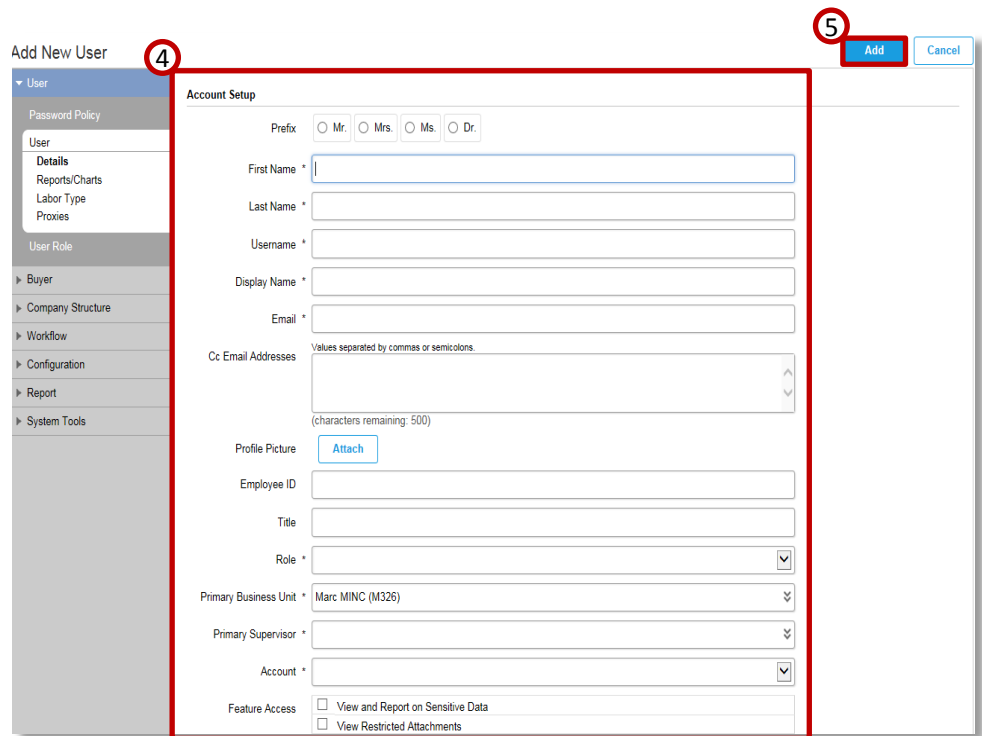 5
Add New User
4
Add
Cancel
User
Password Policy
User
Details
Reports/Charts
Labor Type
Proxies
User Role
Buyer
Company Structure
Workflow
Configuration
Report
System Tools
Account Setup
Prefix Mr. Mrs. Ms. Dr.
First Name *
Last Name *
Username *
Display Name *
Email *
Values separated by commas or semicolons.
Cc Email Addresses
(characters remaining: 500)
Profile Picture Attach
Employee ID
Title
Role *
Primary Business Unit * Marc MINC (M326)
Primary Supervisor *
Account *
Feature Access View and Report on Sensitive Data
View Restricted Attachments